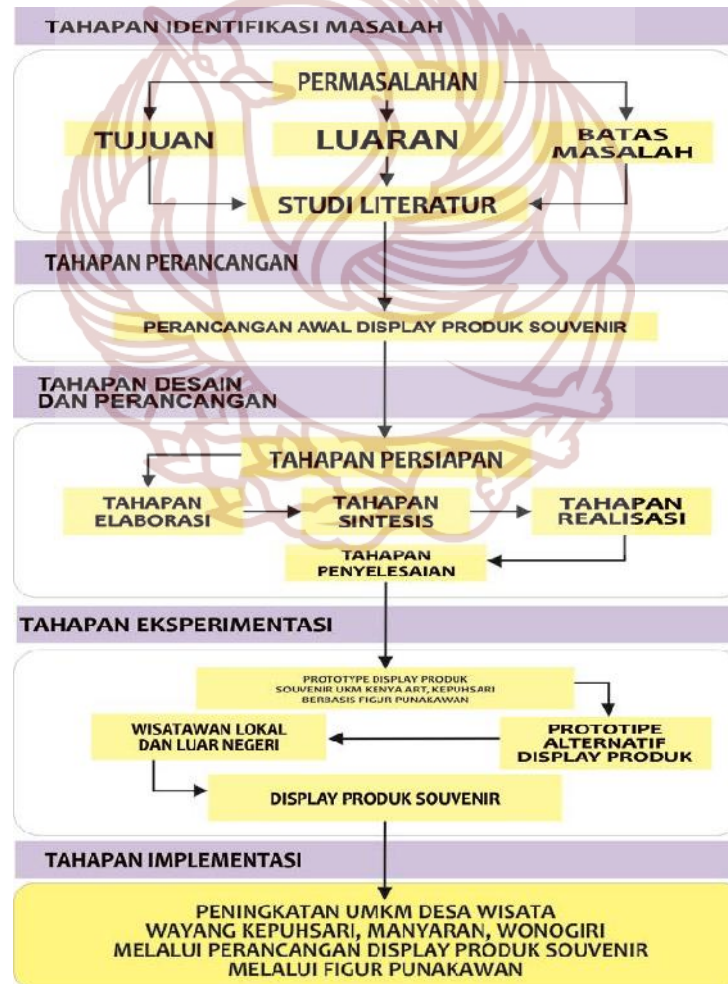 TAHAPAN IDENTIFIKASI MASALAH
PERMASALAHAN
TUJUAN
LUARAN
BATAS
MASALAH
STUDI LITERATUR
TAHAPAN PERANCANGAN
PERANCANGAN AWAL DISPLAY PRODUK SOUVENIR
TAHAPAN DESAIN
DAN PERANCANGAN
TAHAPAN PERSIAPAN
TAHAPAN
ELABORASI
TAHAPAN
SINTESIS
TAHAPAN
REALISASI
TAHAPAN
PENYELESAIAN
TAHAPAN EKSPERIMENTASI
PROTOTYPE DISPLAY PRODUK
SOUVENIR UKM KENYA ART, KEPUHSARI
BERBASIS FIGUR PUNAKAWAN
PROTOTIPE
ALTERNATIF
DISPLAY PRODUK
WISATAWAN LOKAL
DAN LUAR NEGERI
DISPLAY PRODUK SOUVENIR
TAHAPAN IMPLEMENTASI
PENINGKATAN UMKM DESA WISATA
WAYANG KEPUHSARI, MANYARAN, WONOGIRI
MELALUI PERANCANGAN DISPLAY PRODUK SOUVENIR
MELALUI FIGUR PUNAKAWAN